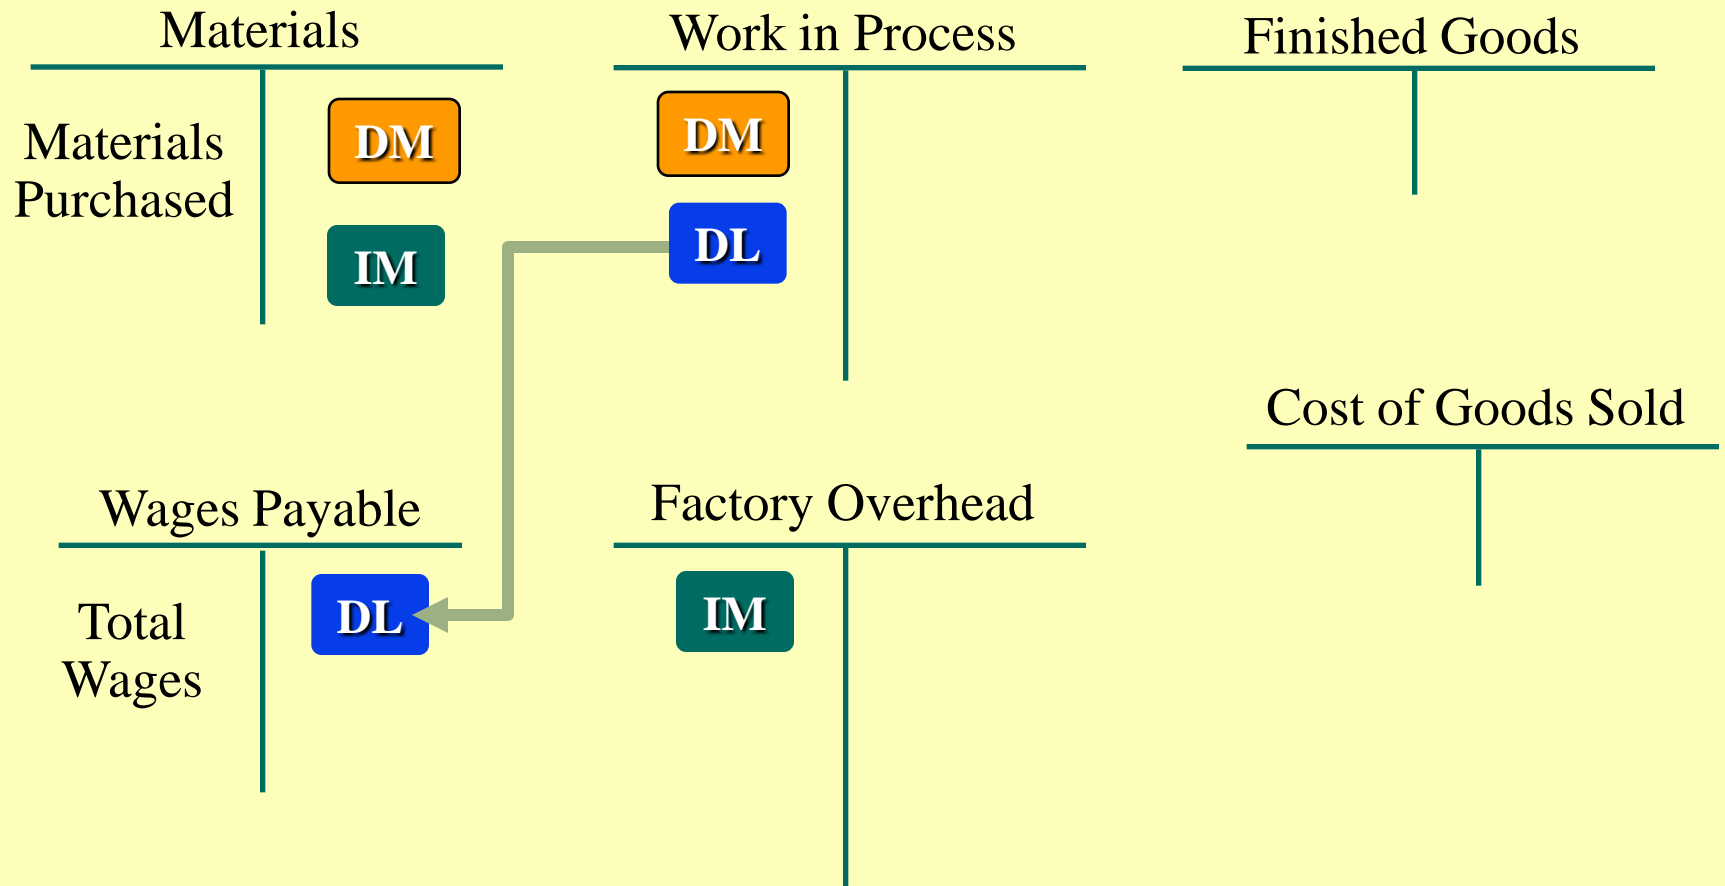 Materials
Work in Process
Finished Goods
Materials
Purchased
DM
IM
DM
DL
Cost of Goods Sold
Wages Payable
Factory Overhead
Total
Wages
DL
IM